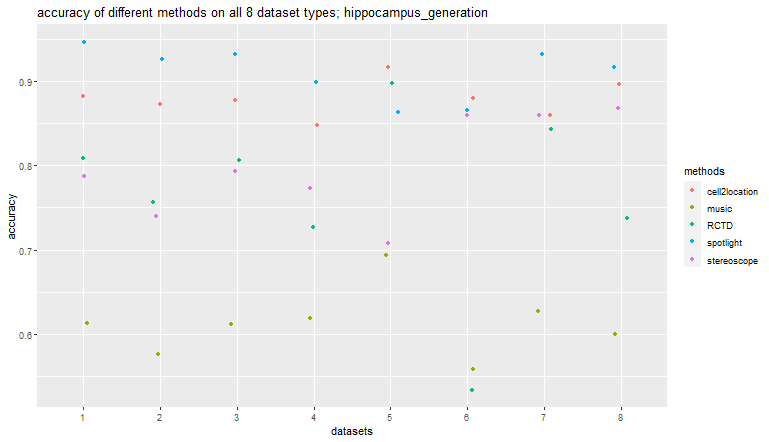 accuracy of different methods on all 8 dataset types; hippocampus_generation
0.9
0.8
0.7
0.6
accuracy
1 2 3 4 5 6 7 8
datasets
methods
cell2location
music
RCTD
spotlight
stereoscope